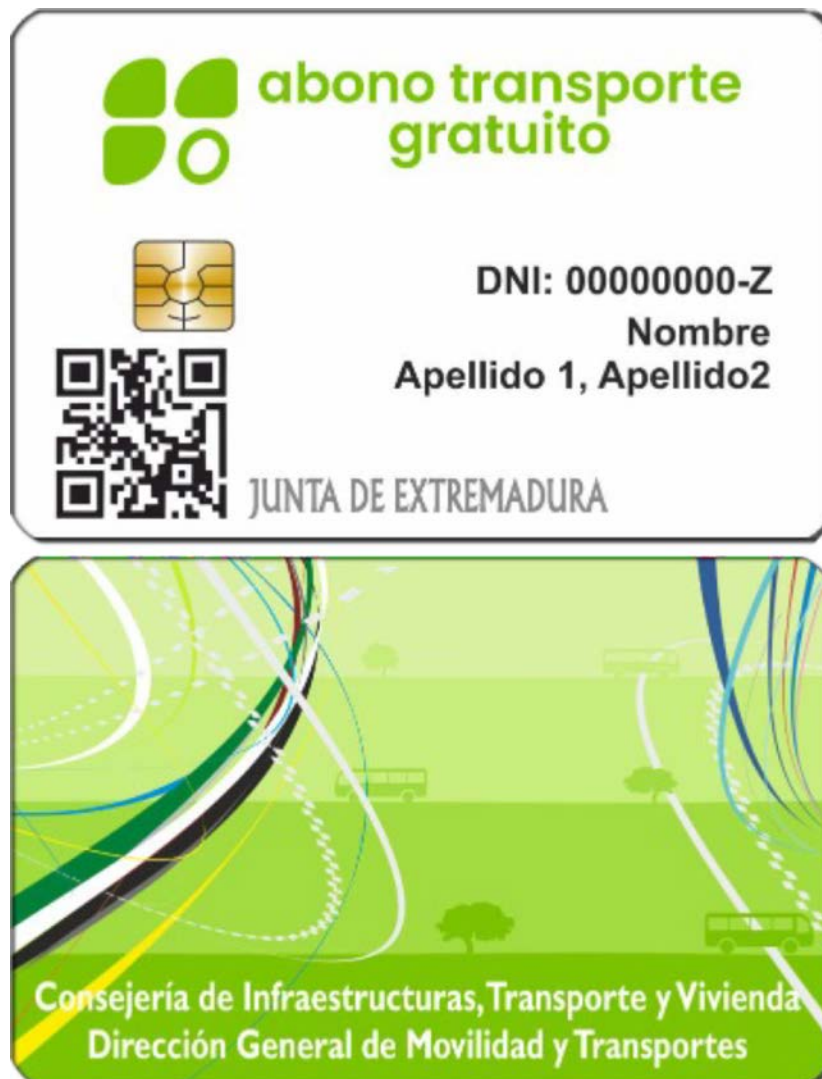 abono transporte
gratuito
DNI: 00000000-Z
Nombre
Apellido 1, Apellido2
JUNTA DE EXTREMADURA
Consejería de Infraestructuras, Transporte y Vivienda
Dirección General de Movilidad y Transportes